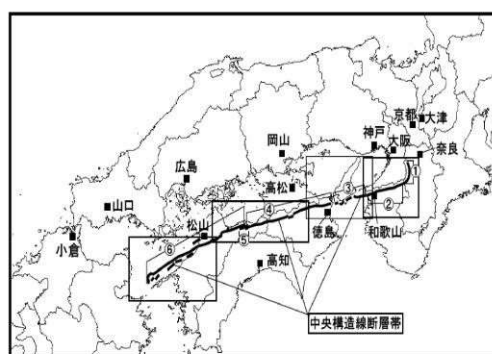 京都
大津
神戸
大阪
奈良
岡山
①
広島
高松
③
②
④
山口
徳島
和歌山
松山
小倉
⑥
⑤
高知
中央構造線断層帯